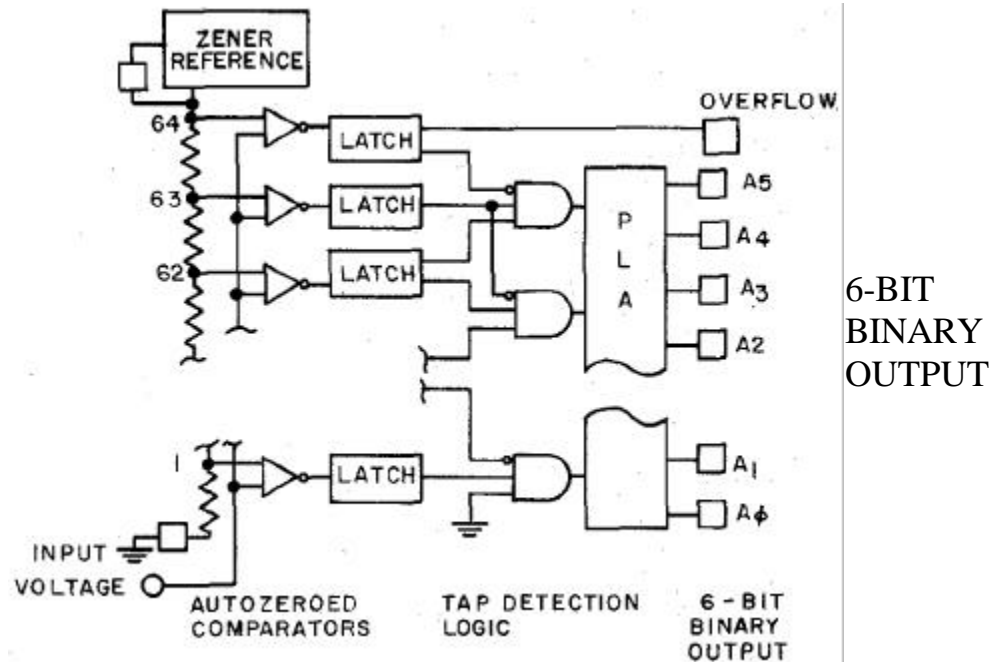 ZENER
REFERENCE
OVERFLOW
64
LATCH
A5
63
LATCH
P
L
A
A4
62
LATCH
A3
A2
6-BIT
BINARY
OUTPUT
1
LATCH
A1
Aϕ
INPUT
VOLTAGE
AUTOZEROED
COMPARATORS
TAP DETECTION
LOGIC
6-BIT
BINARY
OUTPUT